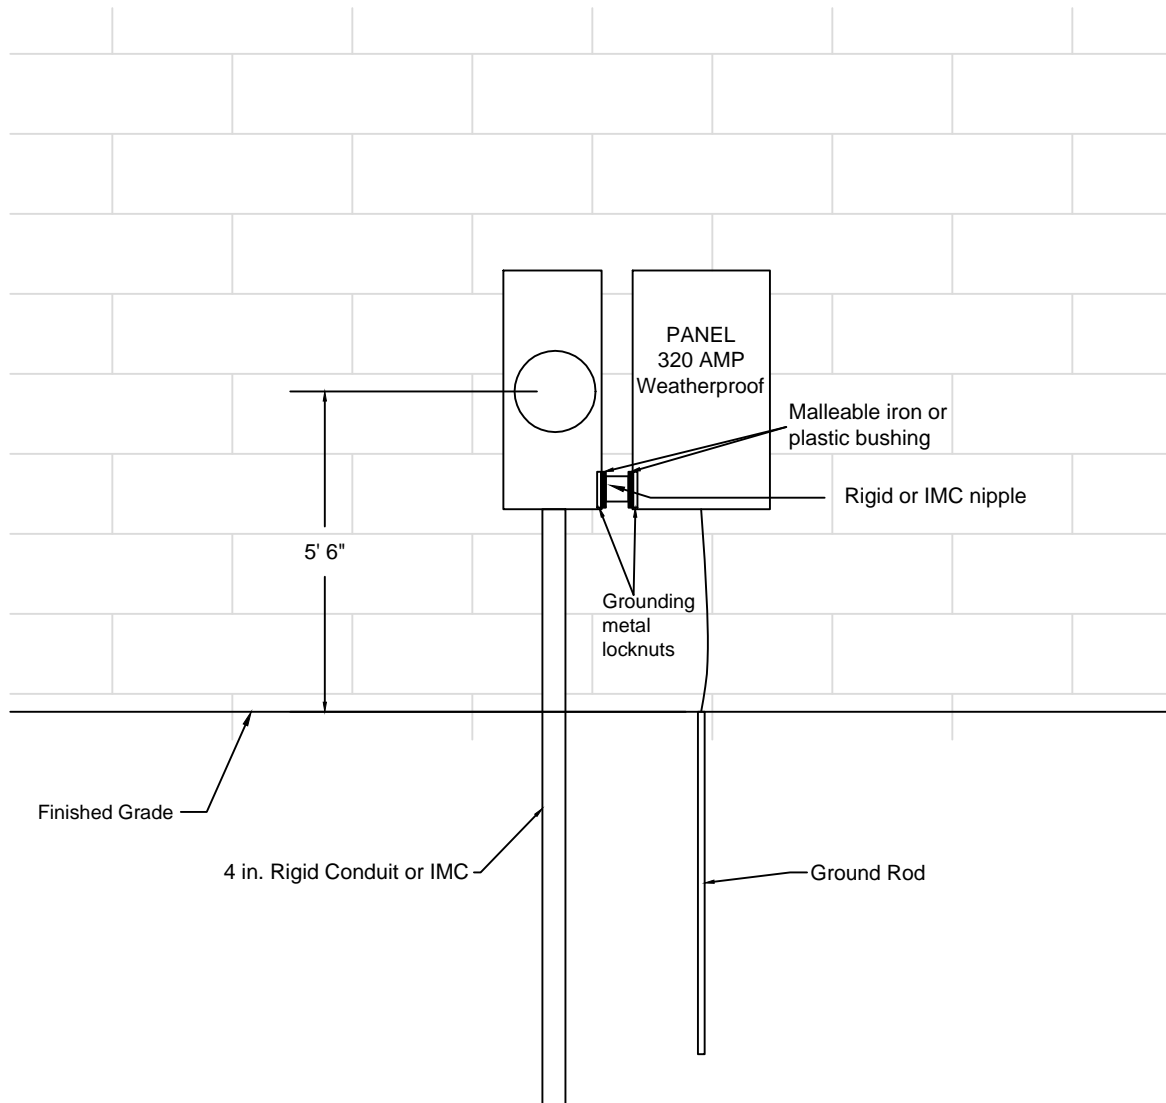 PANEL
320 AMP
Weatherproof
Malleable iron or
plastic bushing
Rigid or IMC nipple
5' 6"
Grounding
metal
locknuts
Finished Grade
4 in. Rigid Conduit or IMC
Ground Rod